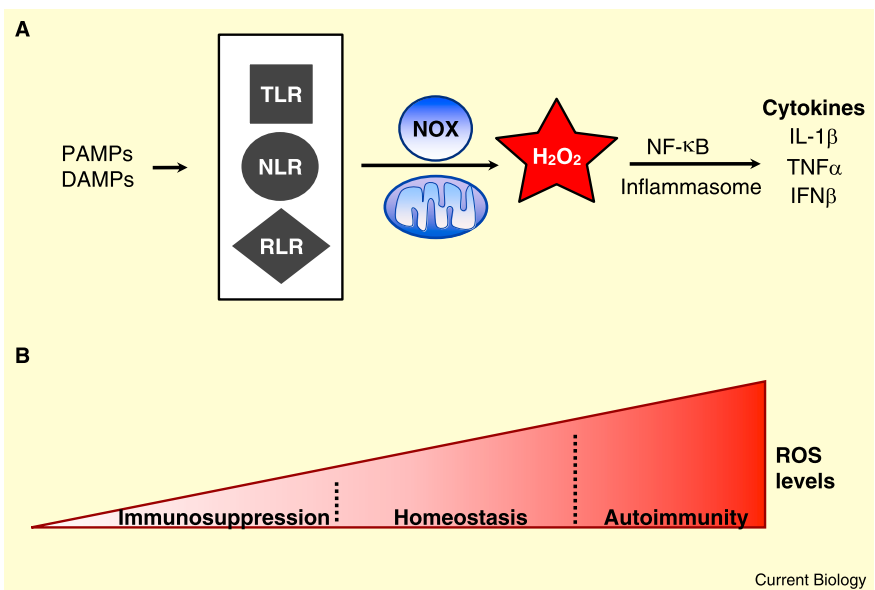 A
PAMPs
DAMPs
TLR
NLR
RLR
NOX
H₂O₂
NF-κB
Inflammasome
Cytokines
IL-1β
TNFα
IFNβ
B
Immunosuppression
Homeostasis
Autoimmunity
ROS
levels
Current Biology